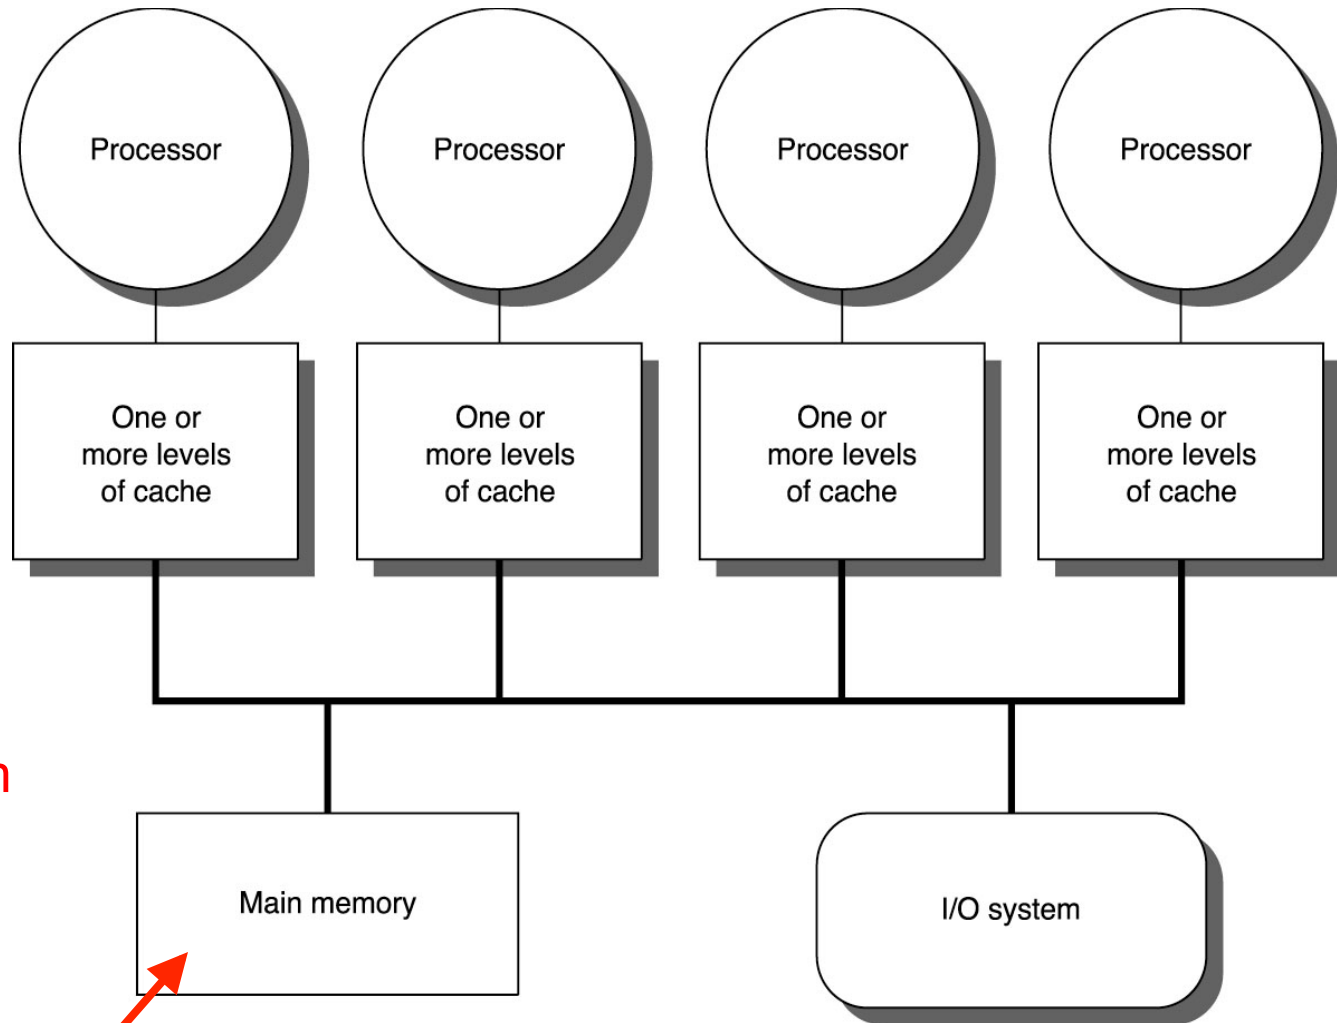 Processor
Processor
Processor
Processor
One or
more levels
of cache
One or
more levels
of cache
One or
more levels
of cache
One or
more levels
of cache
Main memory
I/O system